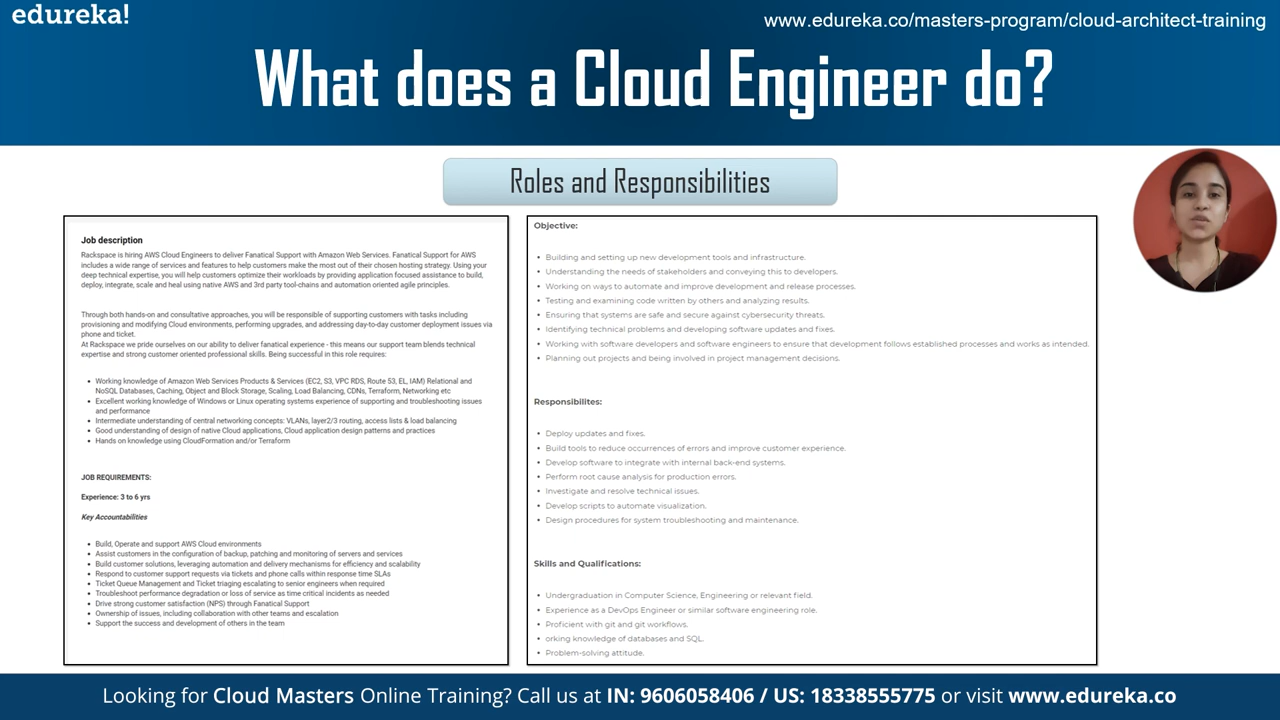 edureka!
www.edureka.co/masters-program/cloud-architect-training
What does a Cloud Engineer do?
Roles and Responsibilities
Job description
Rackspace is hiring AWS Cloud Engineers to deliver Fanatical Support with Amazon Web Services. Fanatical Support for AWS
includes a wide range of services and features to help customers make the most out of their chosen hosting strategy. Using your
deep technical expertise, you will help customers optimize their workloads by providing application focused assistance to build,
deploy, integrate, scale and heal using native AWS and 3rd party tool-chains and automation oriented agile principles.
Through both hands-on and consultative approaches, you will be responsible of supporting customers with tasks including
provisioning and modifying Cloud environments, performing upgrades, and addressing day-to-day customer deployment issues via
phone and ticket.
At Rackspace we pride ourselves on our ability to deliver fanatical experience - this means our support team blends technical
expertise and strong customer oriented professional skills. Being successful in this role requires:
• Working knowledge of Amazon Web Services Products & Services (EC2, S3, VPC RDS, Route 53, EL, IAM) Relational and
NoSQL Databases, Caching, Object and Block Storage, Scaling, Load Balancing, CDNs, Terraform, Networking etc
• Excellent working knowledge of Windows or Linux operating systems experience of supporting and troubleshooting issues
and performance
• Intermediate understanding of central networking concepts: VLANs, layer2/3 routing, access lists & load balancing
• Good understanding of design of native Cloud applications, Cloud application design patterns and practices
• Hands on knowledge using CloudFormation and/or Terraform
JOB REQUIREMENTS:
Experience: 3 to 6 yrs
Key Accountabilities
• Build, Operate and support AWS Cloud environments
• Assist customers in the configuration of backup, patching and monitoring of servers and services
• Build customer solutions, leveraging automation and delivery mechanisms for efficiency and scalability
• Respond to customer support requests via tickets and phone calls within response time SLAs
• Ticket Queue Management and Ticket triaging escalating to senior engineers when required
• Troubleshoot performance degradation or loss of service as time critical incidents as needed
• Drive strong customer satisfaction (NPS) through Fanatical Support
• Ownership of issues, including collaboration with other teams and escalation
• Support the success and development of others in the team
Objective:
• Building and setting up new development tools and infrastructure.
• Understanding the needs of stakeholders and conveying this to developers.
• Working on ways to automate and improve development and release processes.
• Testing and examining code written by others and analyzing results.
• Ensuring that systems are safe and secure against cybersecurity threats.
• Identifying technical problems and developing software updates and fixes.
• Working with software developers and software engineers to ensure that development follows established processes and works as intended.
• Planning out projects and being involved in project management decisions.
Responsibilites:
• Deploy updates and fixes.
• Build tools to reduce occurrences of errors and improve customer experience.
• Develop software to integrate with internal back-end systems.
• Perform root cause analysis for production errors.
• Investigate and resolve technical issues.
• Develop scripts to automate visualization.
• Design procedures for system troubleshooting and maintenance.
Skills and Qualifications:
• Undergraduation in Computer Science, Engineering or relevant field.
• Experience as a DevOps Engineer or similar software engineering role.
• Proficient with git and git workflows.
• orking knowledge of databases and SQL.
• Problem-solving attitude.
Looking for Cloud Masters Online Training? Call us at IN: 9606058406 / US: 18338555775 or visit www.edureka.co